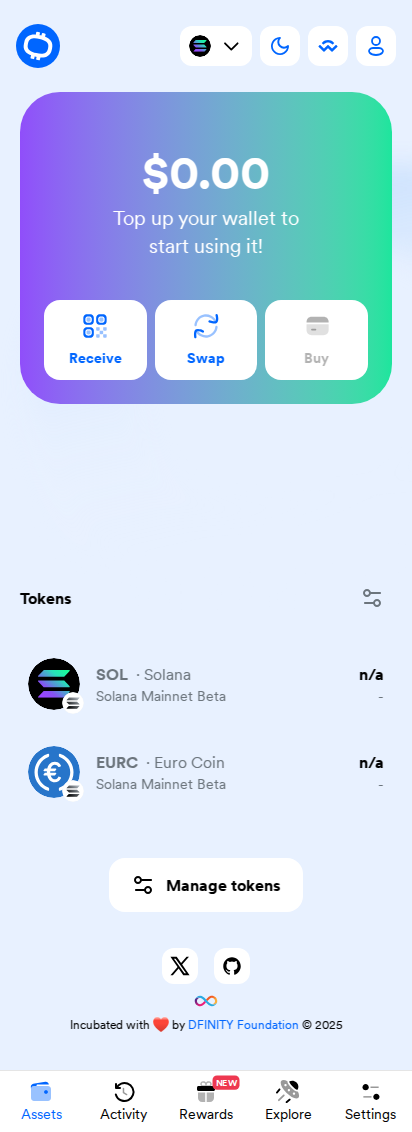 $0.00
Top up your wallet to
start using it!
Receive
Swap
Buy
Tokens
SOL · Solana
n/a
Solana Mainnet Beta
-
EURC · Euro Coin
n/a
Solana Mainnet Beta
-
Manage tokens
Incubated with ❤️ by DFINITY Foundation © 2025
NEW
Assets
Activity
Rewards
Explore
Settings